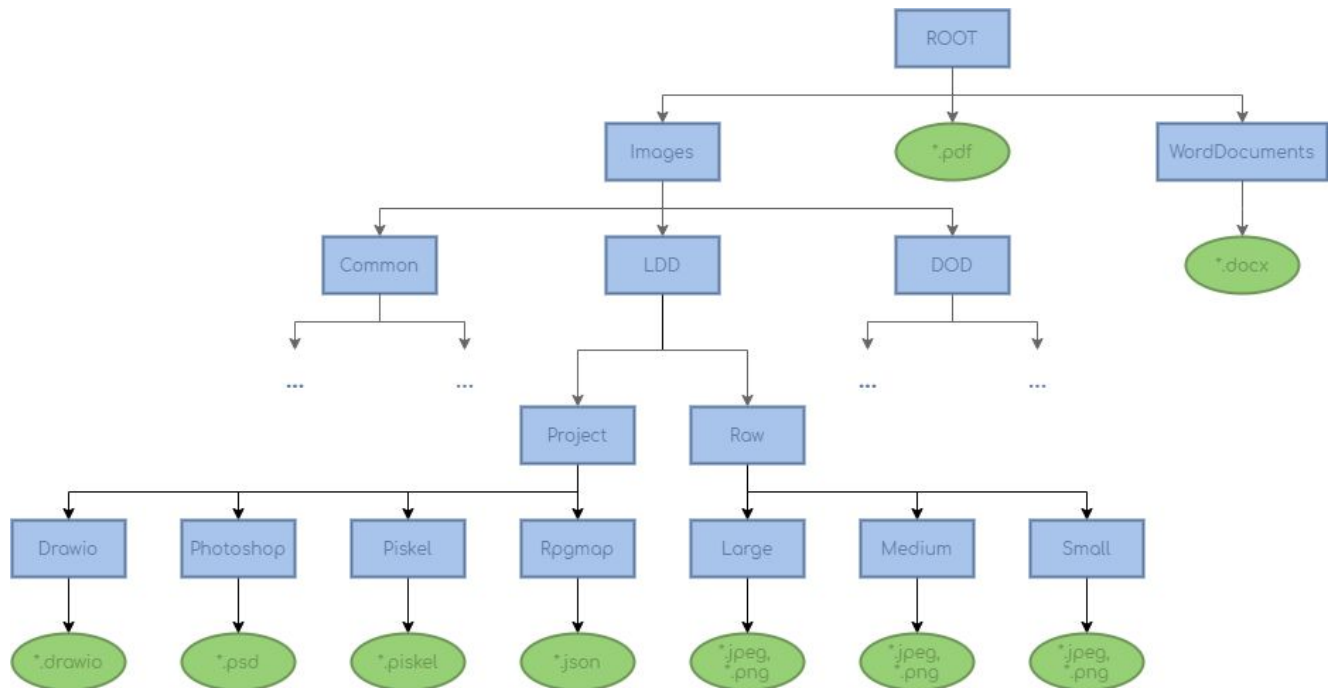 ROOT
Images
*.pdf
WordDocuments
Common
LDD
DOD
*.docx
...
...
...
...
Project
Raw
Drawio
Photoshop
Piskel
Rpgmap
Large
Medium
Small
*.drawio
*.psd
*.piskel
*.json
*.jpeg,
*.png
*.jpeg,
*.png
*.jpeg,
*.png